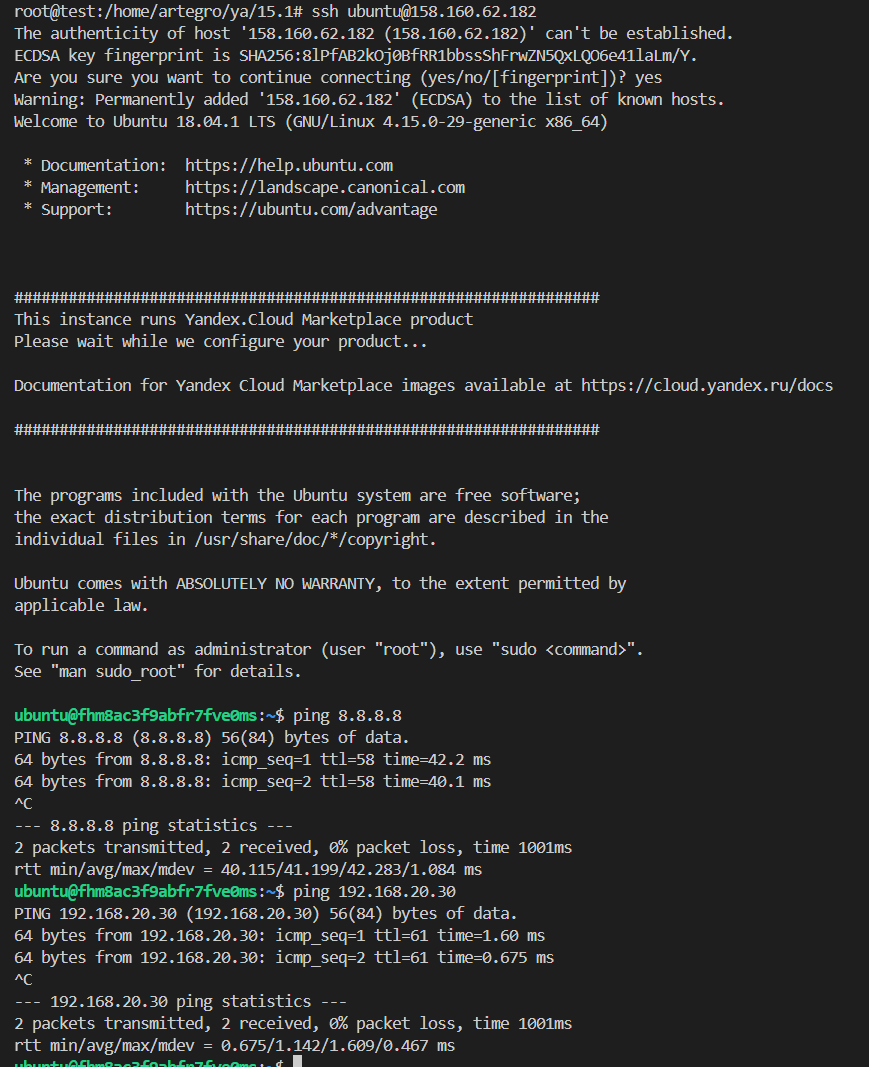 root@test:/home/artegro/ya/15.1# ssh ubuntu@158.160.62.182
The authenticity of host '158.160.62.182 (158.160.62.182)' can't be established.
ECDSA key fingerprint is SHA256:8lPfAB2kOj0BfRR1bbssShFrwZN5QxLQO6e41laLm/Y.
Are you sure you want to continue connecting (yes/no/[fingerprint])? yes
Warning: Permanently added '158.160.62.182' (ECDSA) to the list of known hosts.
Welcome to Ubuntu 18.04.1 LTS (GNU/Linux 4.15.0-29-generic x86_64)
* Documentation: https://help.ubuntu.com
* Management: https://landscape.canonical.com
* Support: https://ubuntu.com/advantage
#################################################################
This instance runs Yandex.Cloud Marketplace product
Please wait while we configure your product...
Documentation for Yandex Cloud Marketplace images available at https://cloud.yandex.ru/docs
#################################################################
The programs included with the Ubuntu system are free software;
the exact distribution terms for each program are described in the
individual files in /usr/share/doc/*/copyright.
Ubuntu comes with ABSOLUTELY NO WARRANTY, to the extent permitted by
applicable law.
To run a command as administrator (user "root"), use "sudo <command>".
See "man sudo_root" for details.
ubuntu@fhm8ac3f9abfr7fve0ms:~$ ping 8.8.8.8
PING 8.8.8.8 (8.8.8.8) 56(84) bytes of data.
64 bytes from 8.8.8.8: icmp_seq=1 ttl=58 time=42.2 ms
64 bytes from 8.8.8.8: icmp_seq=2 ttl=58 time=40.1 ms
^C
--- 8.8.8.8 ping statistics ---
2 packets transmitted, 2 received, 0% packet loss, time 1001ms
rtt min/avg/max/mdev = 40.115/41.199/42.283/1.084 ms
ubuntu@fhm8ac3f9abfr7fve0ms:~$ ping 192.168.20.30
PING 192.168.20.30 (192.168.20.30) 56(84) bytes of data.
64 bytes from 192.168.20.30: icmp_seq=1 ttl=61 time=1.60 ms
64 bytes from 192.168.20.30: icmp_seq=2 ttl=61 time=0.675 ms
^C
--- 192.168.20.30 ping statistics ---
2 packets transmitted, 2 received, 0% packet loss, time 1001ms
rtt min/avg/max/mdev = 0.675/1.142/1.609/0.467 ms
ubuntu@fhm8ac3f9abfr7fve0ms:~$